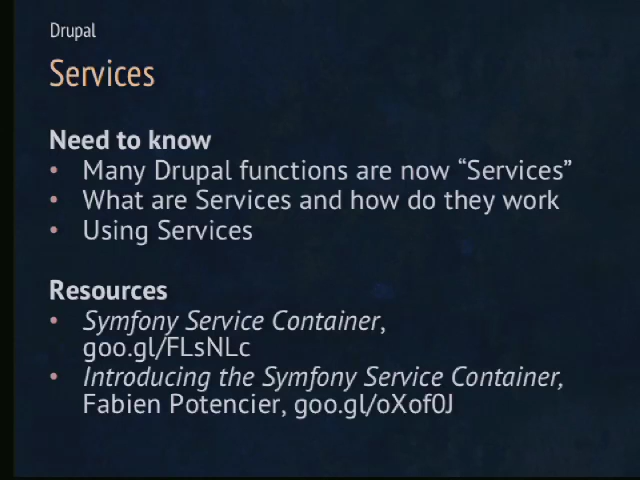 Drupal
Services
Need to know
• Many Drupal functions are now “Services”
• What are Services and how do they work
• Using Services
Resources
• Symfony Service Container,
goo.gl/FLsNLc
• Introducing the Symfony Service Container,
Fabien Potencier, goo.gl/oXof0J